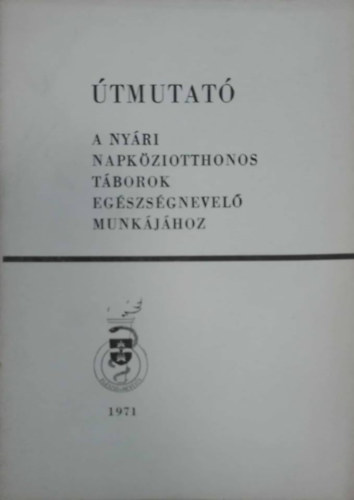 ÚTMUTATÓ
A NYÁRI
NAPKÖZIOTTHONOS
TÁBOROK
EGÉSZSÉGNEVELŐ
MUNKÁJÁHOZ
1971